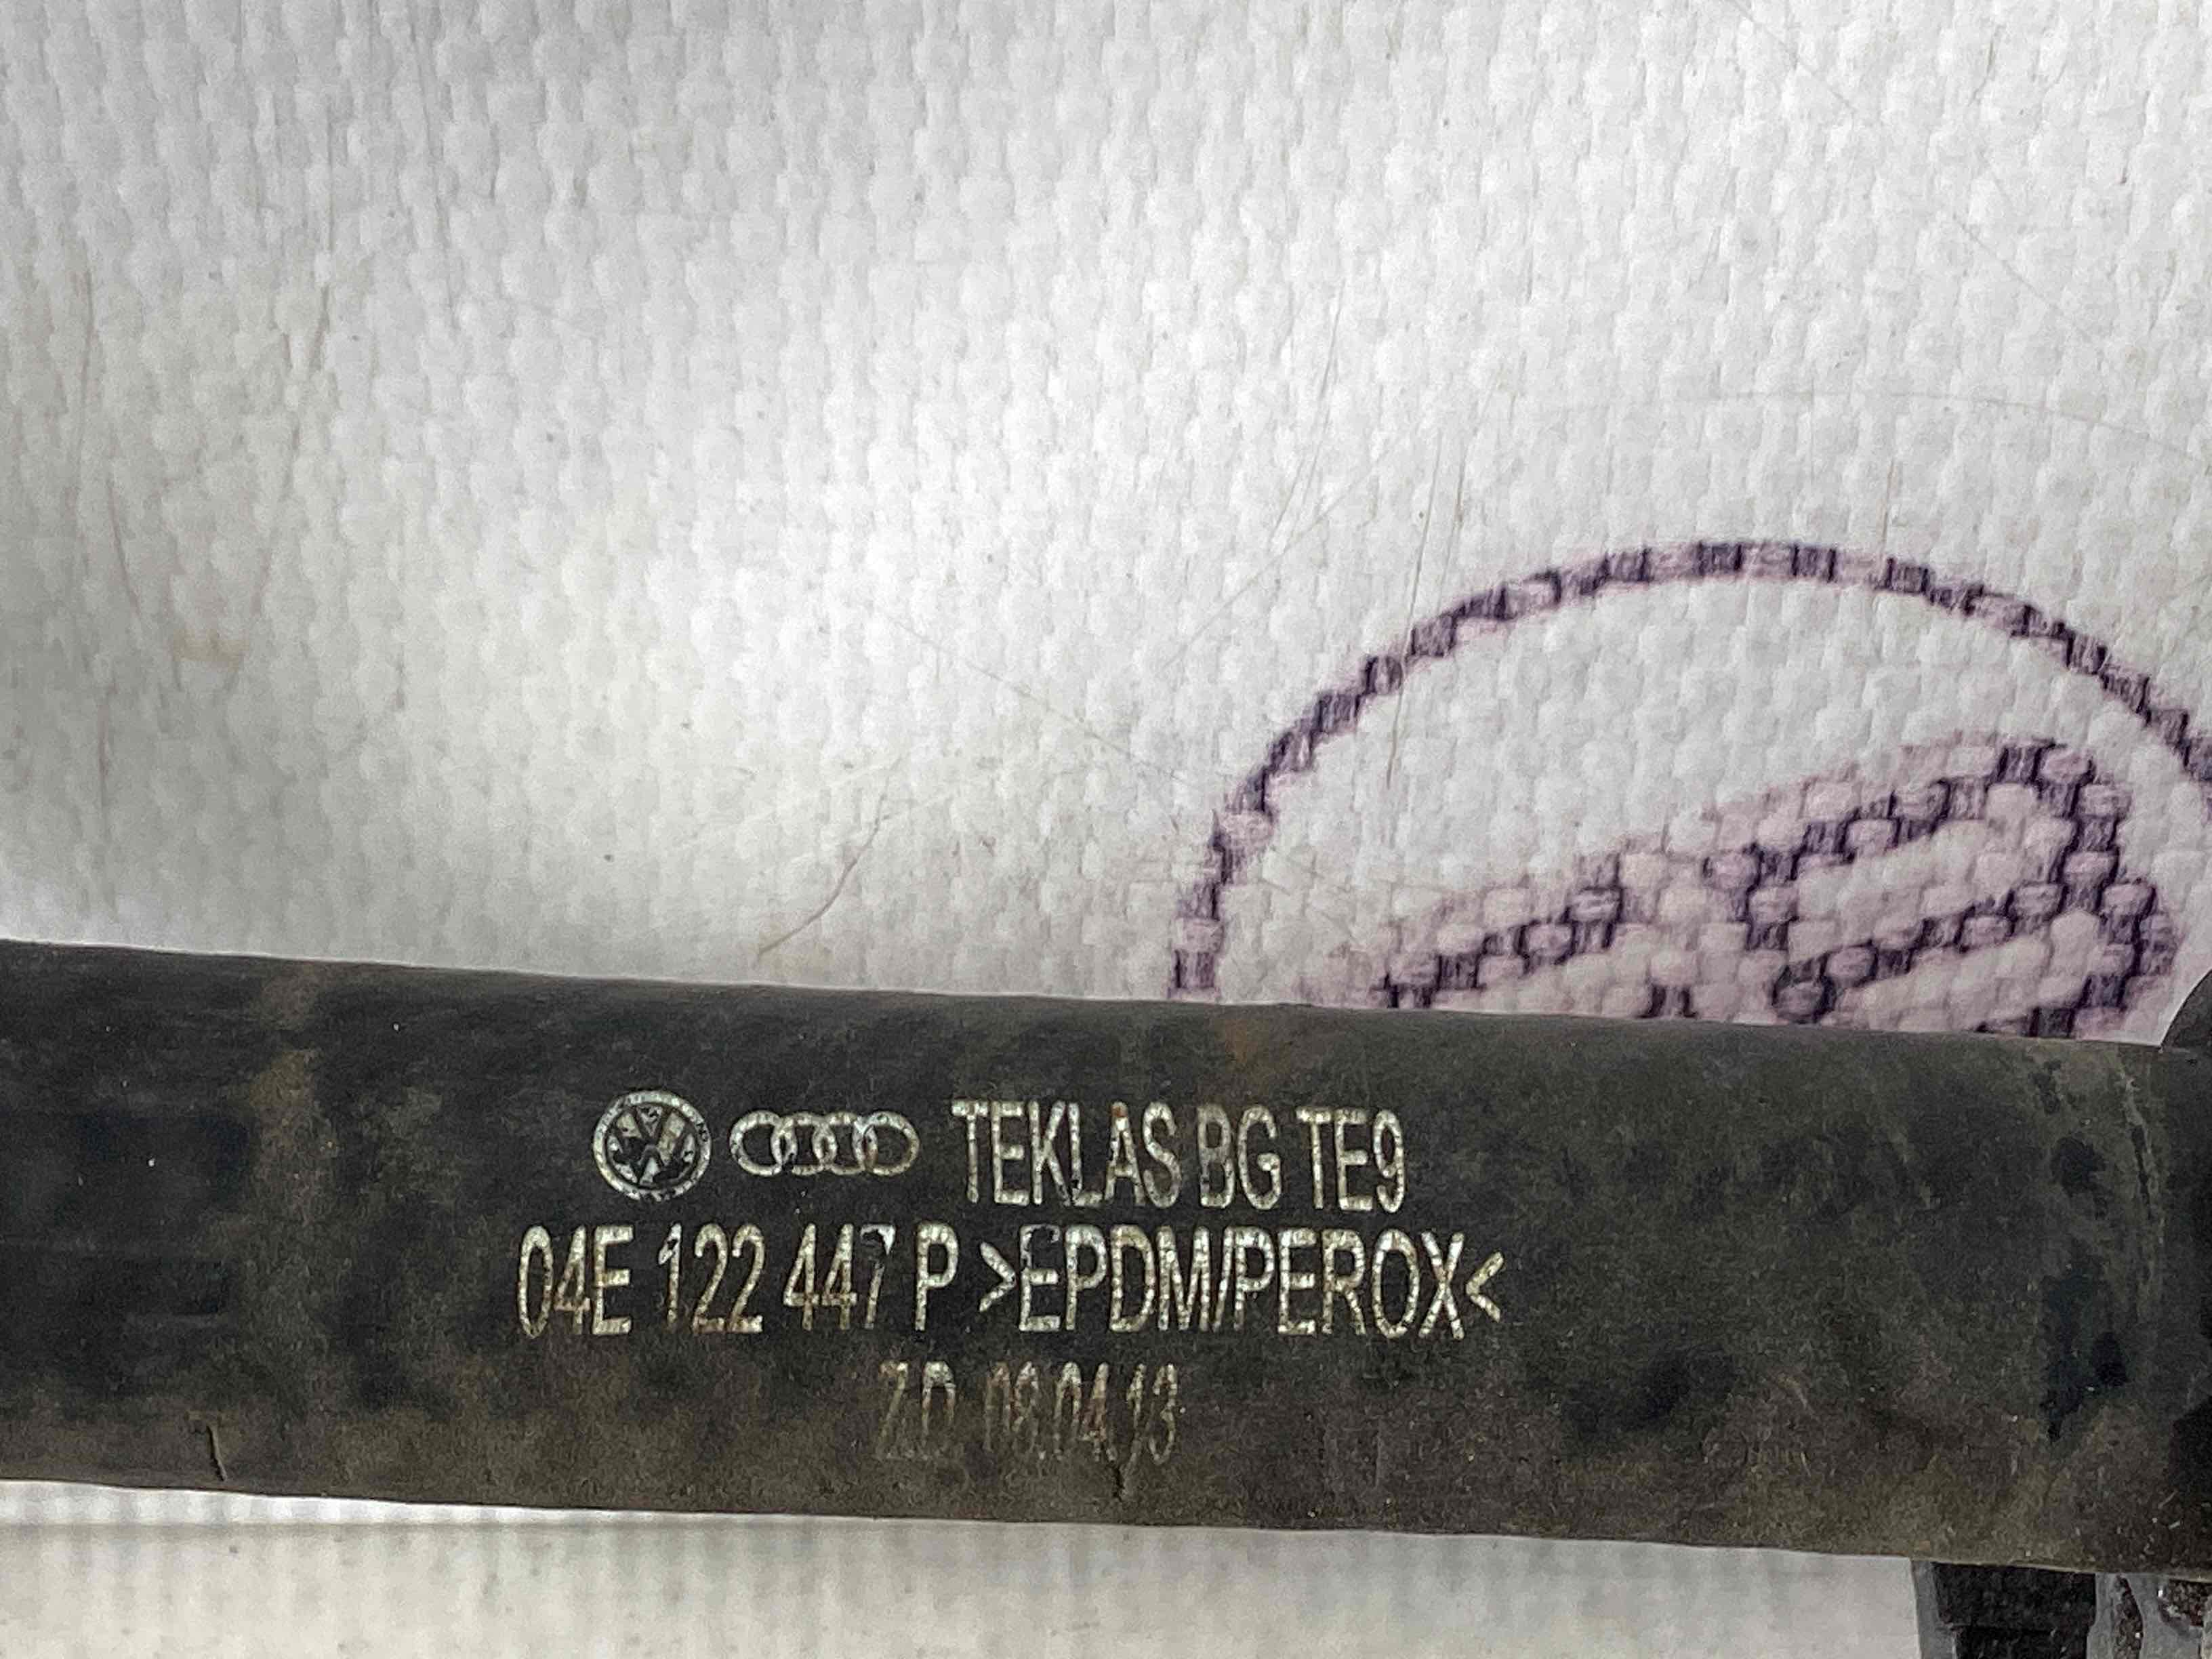 TEKLAS BG TE9
04E 122 447 P >EPDM/PEROX<
Z.D. 08.04.13